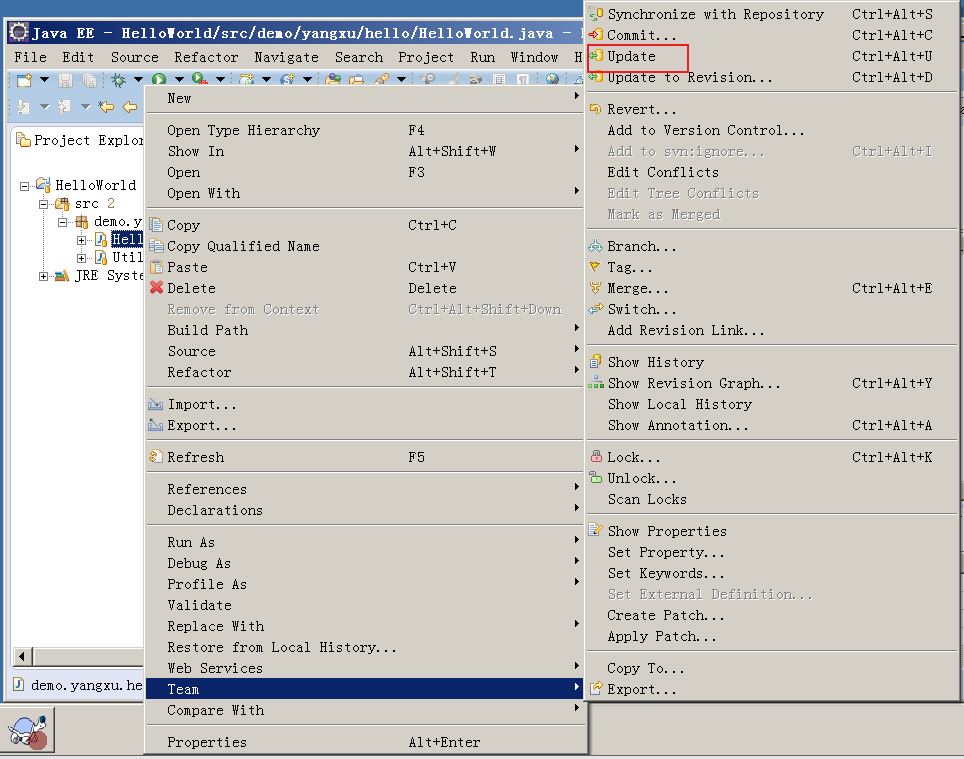 Java EE - HelloWorld/src/demo/yangxu/hello/HelloWorld.java -
File Edit Source Refactor Navigate Search Project Run Window H
Project Explor
HelloWorld
src 2
demo.y
Hell
Util
JRE Syste
demo.yangxu.he
New
Open Type Hierarchy F4
Show In Alt+Shift+W
Open F3
Open With
Copy Ctrl+C
Copy Qualified Name
Paste Ctrl+V
Delete Delete
Remove from Context Ctrl+Alt+Shift+Down
Build Path
Source Alt+Shift+S
Refactor Alt+Shift+T
Import...
Export...
Refresh F5
References
Declarations
Run As
Debug As
Profile As
Validate
Replace With
Restore from Local History...
Web Services
Team
Compare With
Properties Alt+Enter
Synchronize with Repository Ctrl+Alt+S
Commit... Ctrl+Alt+C
Update Ctrl+Alt+U
Update to Revision... Ctrl+Alt+D
Revert...
Add to Version Control...
Add to svn:ignore... Ctrl+Alt+I
Edit Conflicts
Edit Tree Conflicts
Mark as Merged
Branch...
Tag...
Merge... Ctrl+Alt+E
Switch...
Add Revision Link...
Show History
Show Revision Graph... Ctrl+Alt+Y
Show Local History
Show Annotation... Ctrl+Alt+A
Lock... Ctrl+Alt+K
Unlock...
Scan Locks
Show Properties
Set Property...
Set Keywords...
Set External Definition...
Create Patch...
Apply Patch...
Copy To...
Export...